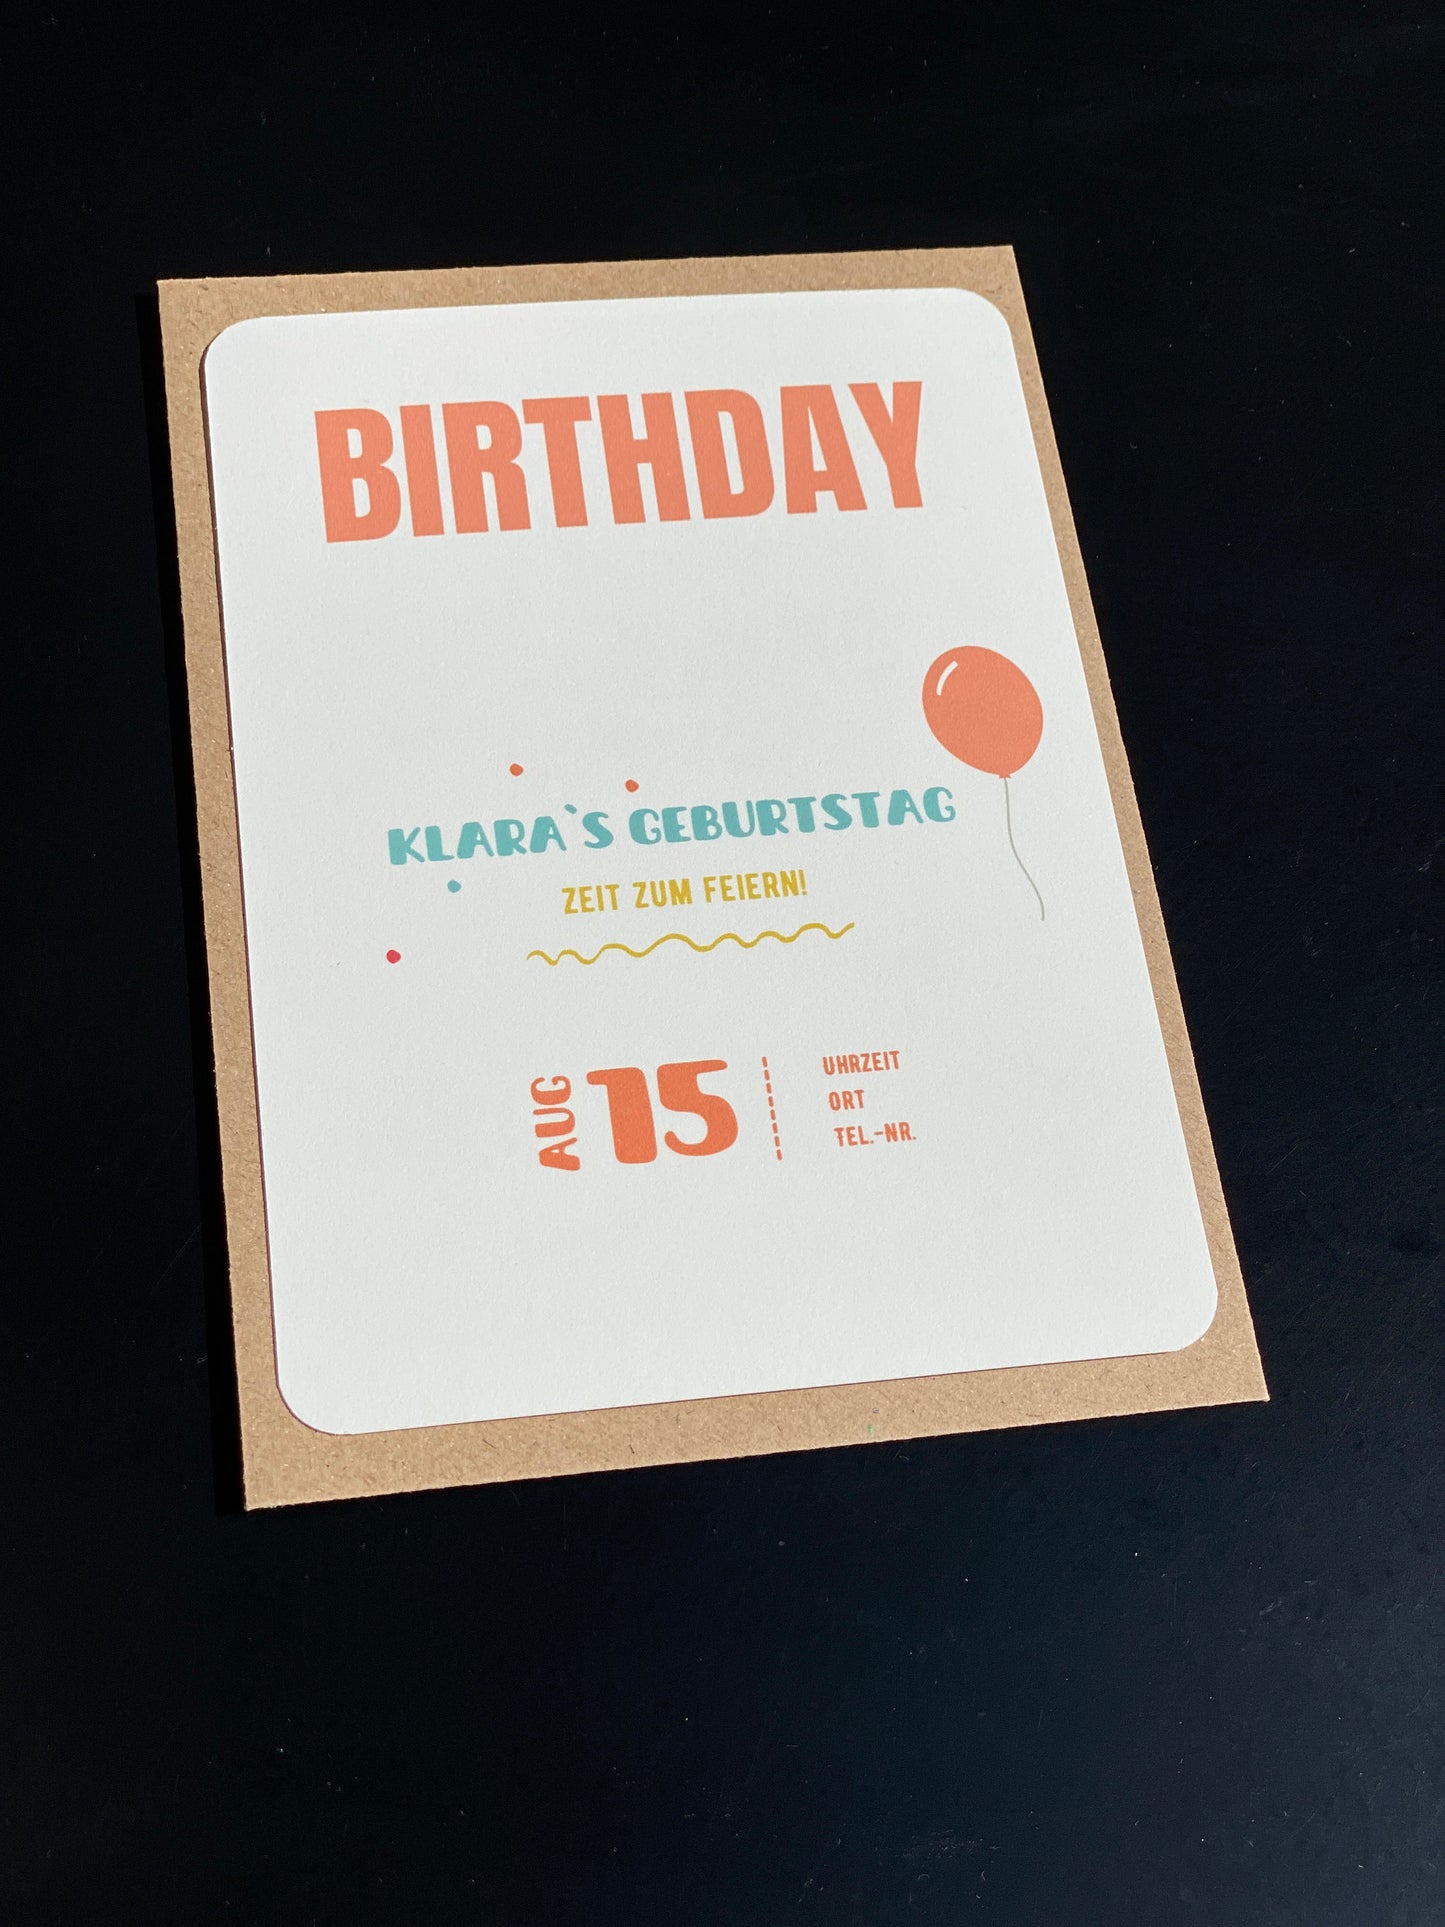 BIRTHDAY
KLARA`S GEBURTSTAG
ZEIT ZUM FEIERN!
AUG 15
UHRZEIT
ORT
TEL.-NR.